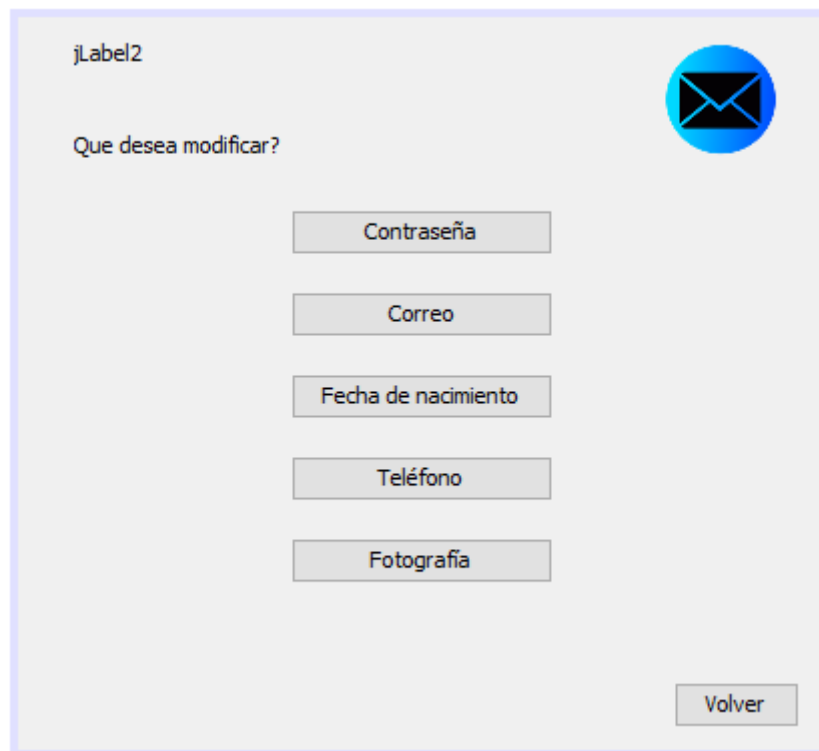 jLabel2
Que desea modificar?
Contraseña
Correo
Fecha de nacimiento
Teléfono
Fotografía
Volver